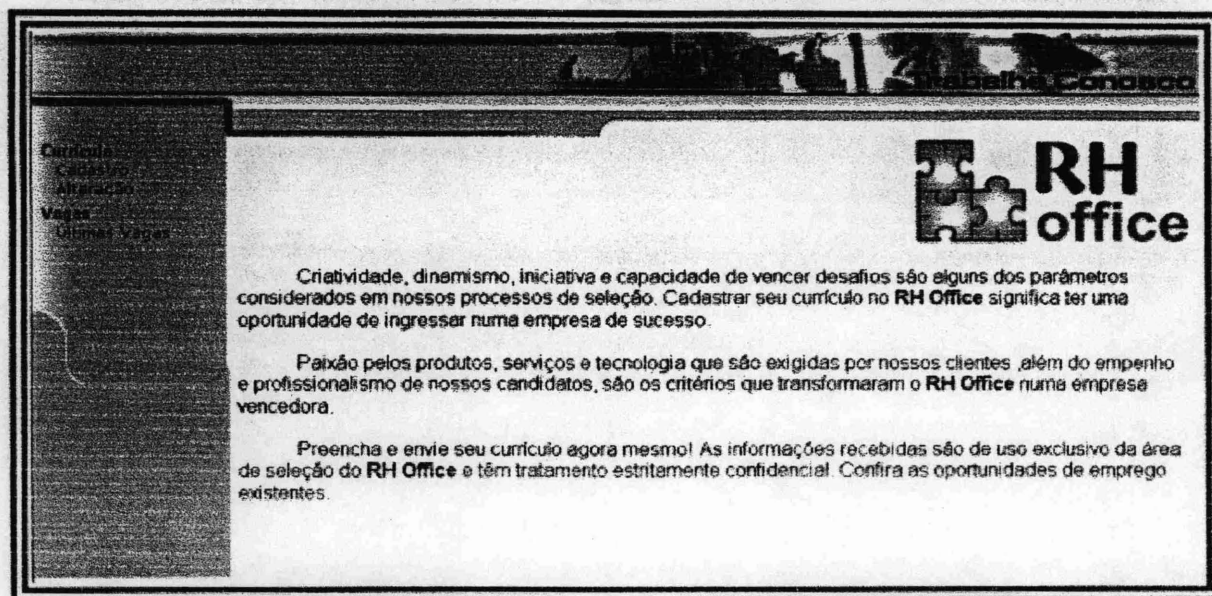 Trabalhe Conosco
Currículo
Cadastro
Alteração
Vagas
Últimas Vagas
RH
office
Criatividade, dinamismo, iniciativa e capacidade de vencer desafios são alguns dos parâmetros
considerados em nossos processos de seleção. Cadastrar seu currículo no RH Office significa ter uma
oportunidade de ingressar numa empresa de sucesso.
Paixão pelos produtos, serviços e tecnologia que são exigidas por nossos clientes ,além do empenho
e profissionalismo de nossos candidatos, são os critérios que transformaram o RH Office numa empresa
vencedora.
Preencha e envie seu currículo agora mesmo! As informações recebidas são de uso exclusivo da área
de seleção do RH Office e têm tratamento estritamente confidencial. Confira as oportunidades de emprego
existentes.